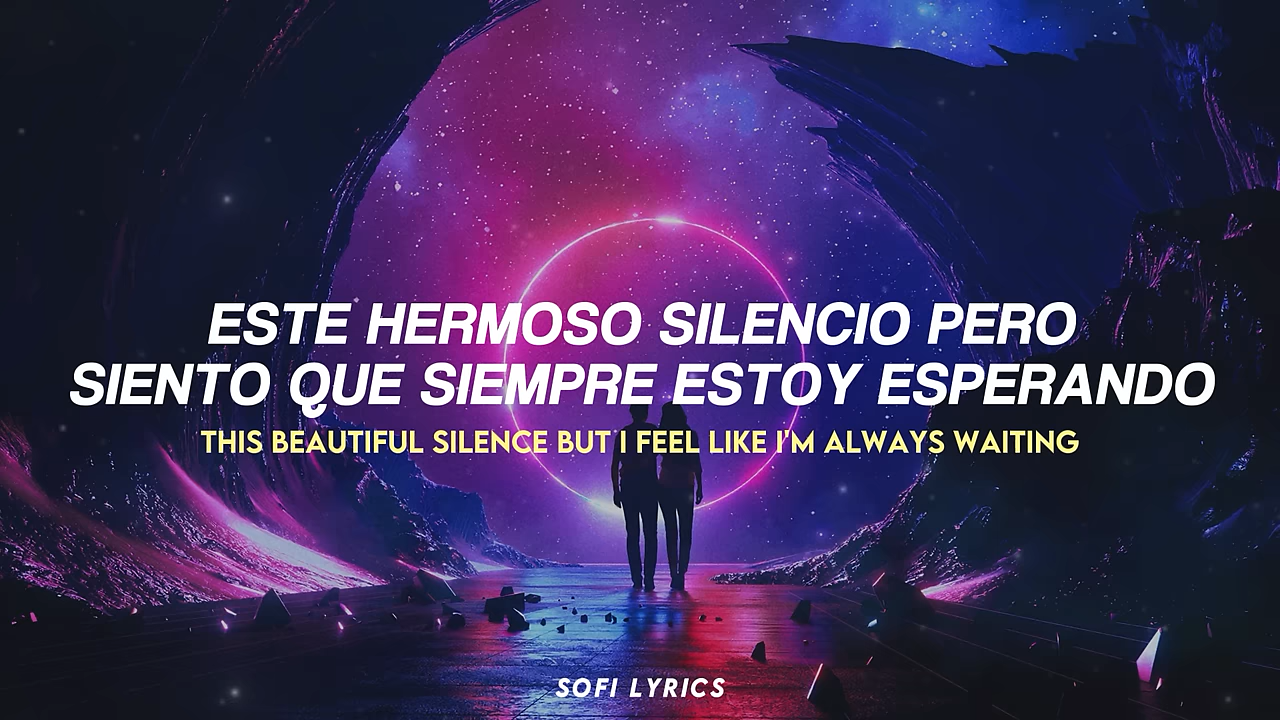 ESTE HERMOSO SILENCIO PERO
SIENTO QUE SIEMPRE ESTOY ESPERANDO
THIS BEAUTIFUL SILENCE BUT I FEEL LIKE I'M ALWAYS WAITING
SOFI LYRICS